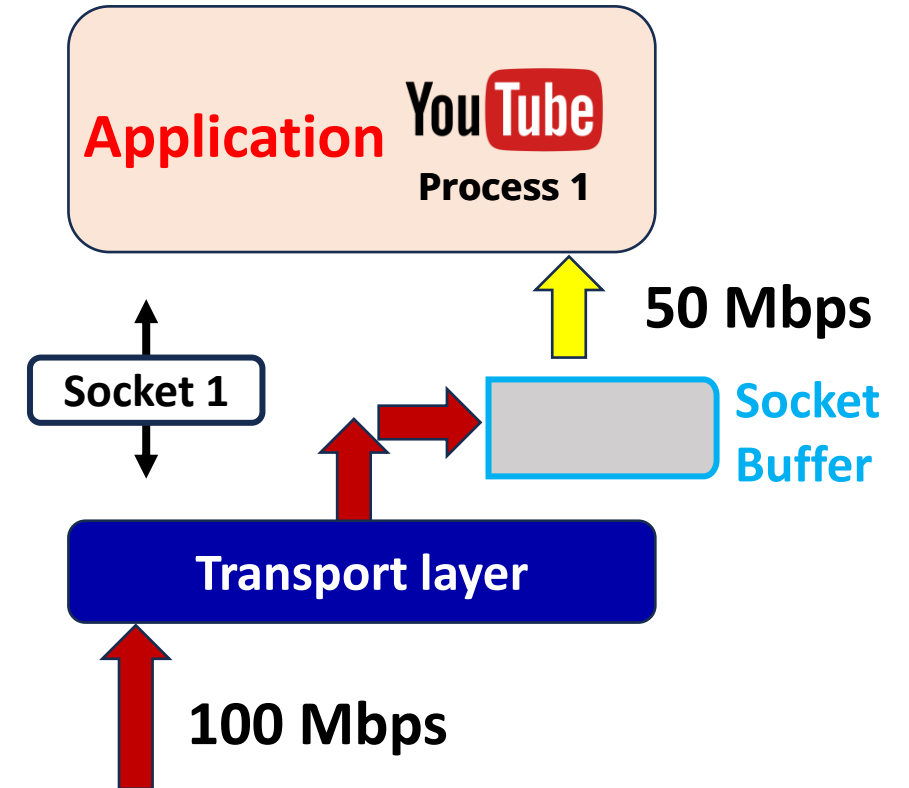 Application
YouTube
Process 1
50 Mbps
Socket 1
Socket
Buffer
Transport layer
100 Mbps